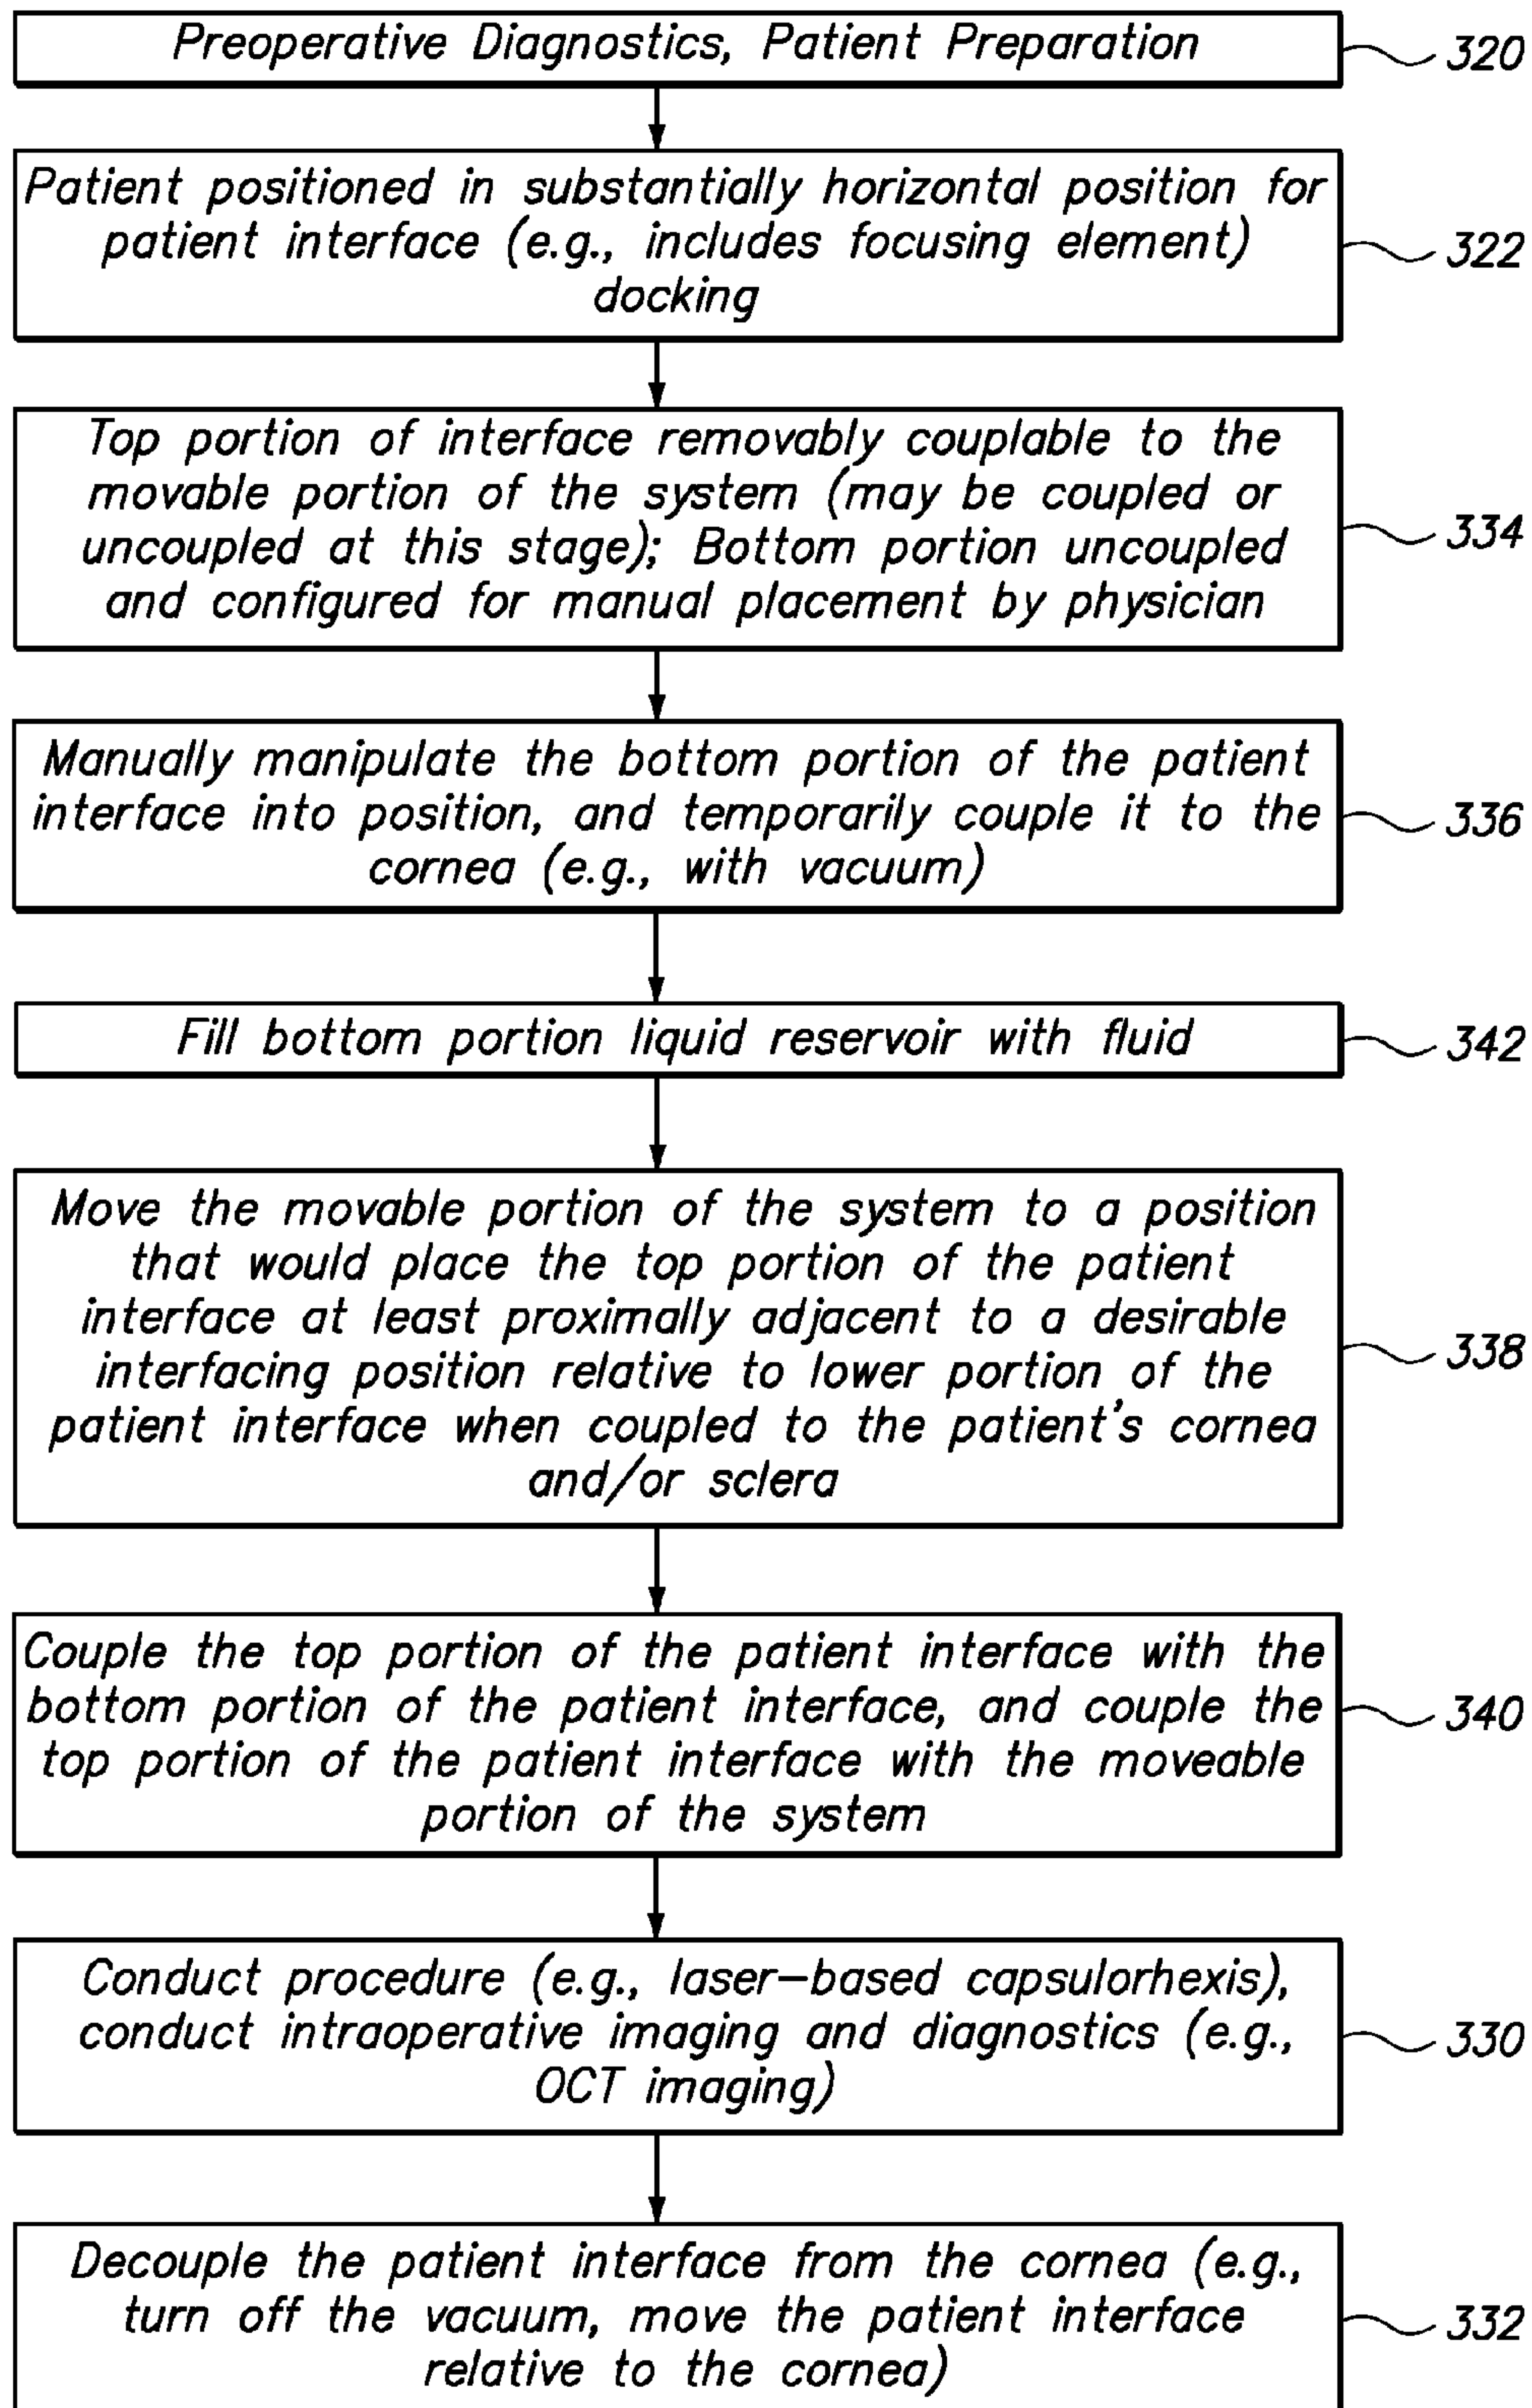 Preoperative Diagnostics, Patient Preparation
320
Patient positioned in substantially horizontal position for
patient interface (e.g., includes focusing element)
docking
322
Top portion of interface removably couplable to the
movable portion of the system (may be coupled or
uncoupled at this stage); Bottom portion uncoupled
and configured for manual placement by physician
334
Manually manipulate the bottom portion of the patient
interface into position, and temporarily couple it to the
cornea (e.g., with vacuum)
336
Fill bottom portion liquid reservoir with fluid
342
Move the movable portion of the system to a position
that would place the top portion of the patient
interface at least proximally adjacent to a desirable
interfacing position relative to lower portion of the
patient interface when coupled to the patient's cornea
and/or sclera
338
Couple the top portion of the patient interface with the
bottom portion of the patient interface, and couple the
top portion of the patient interface with the moveable
portion of the system
340
Conduct procedure (e.g., laser-based capsulorhexis),
conduct intraoperative imaging and diagnostics (e.g.,
OCT imaging)
330
Decouple the patient interface from the cornea (e.g.,
turn off the vacuum, move the patient interface
relative to the cornea)
332